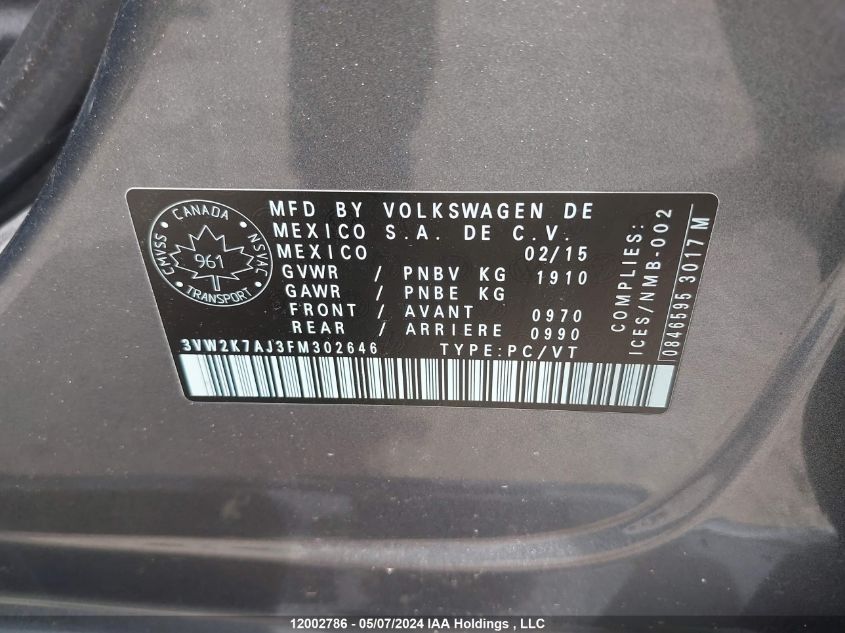 CANADA
CMVSS
NSVAC
961
TRANSPORT
MFD BY VOLKSWAGEN DE
MEXICO S.A. DE C.V.
MEXICO 02/15
GVWR / PNBV KG 1910
GAWR / PNBE KG
FRONT / AVANT 0970
REAR / ARRIERE 0990
3VW2K7AJ3FM302646 TYPE:PC/VT
COMPLIES:
ICES/NMB-002
0846595 3017 M
12002786 - 05/07/2024 IAA Holdings , LLC